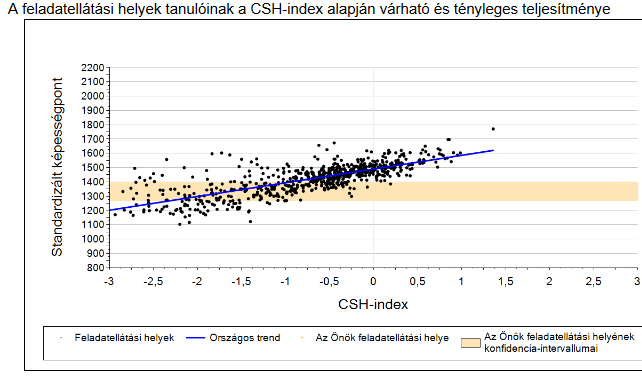 A feladatellátási helyek tanulóinak a CSH-index alapján várható és tényleges teljesítménye
Standardizált képességpont
2200
2100
2000
1900
1800
1700
1600
1500
1400
1300
1200
1100
1000
900
800
-3 -2,5 -2 -1,5 -1 -0,5 0 0,5 1 1,5 2 2,5 3
CSH-index
Feladatellátási helyek
Országos trend
Az Önök feladatellátási helye
Az Önök feladatellátási helyének
konfidencia-intervallumai